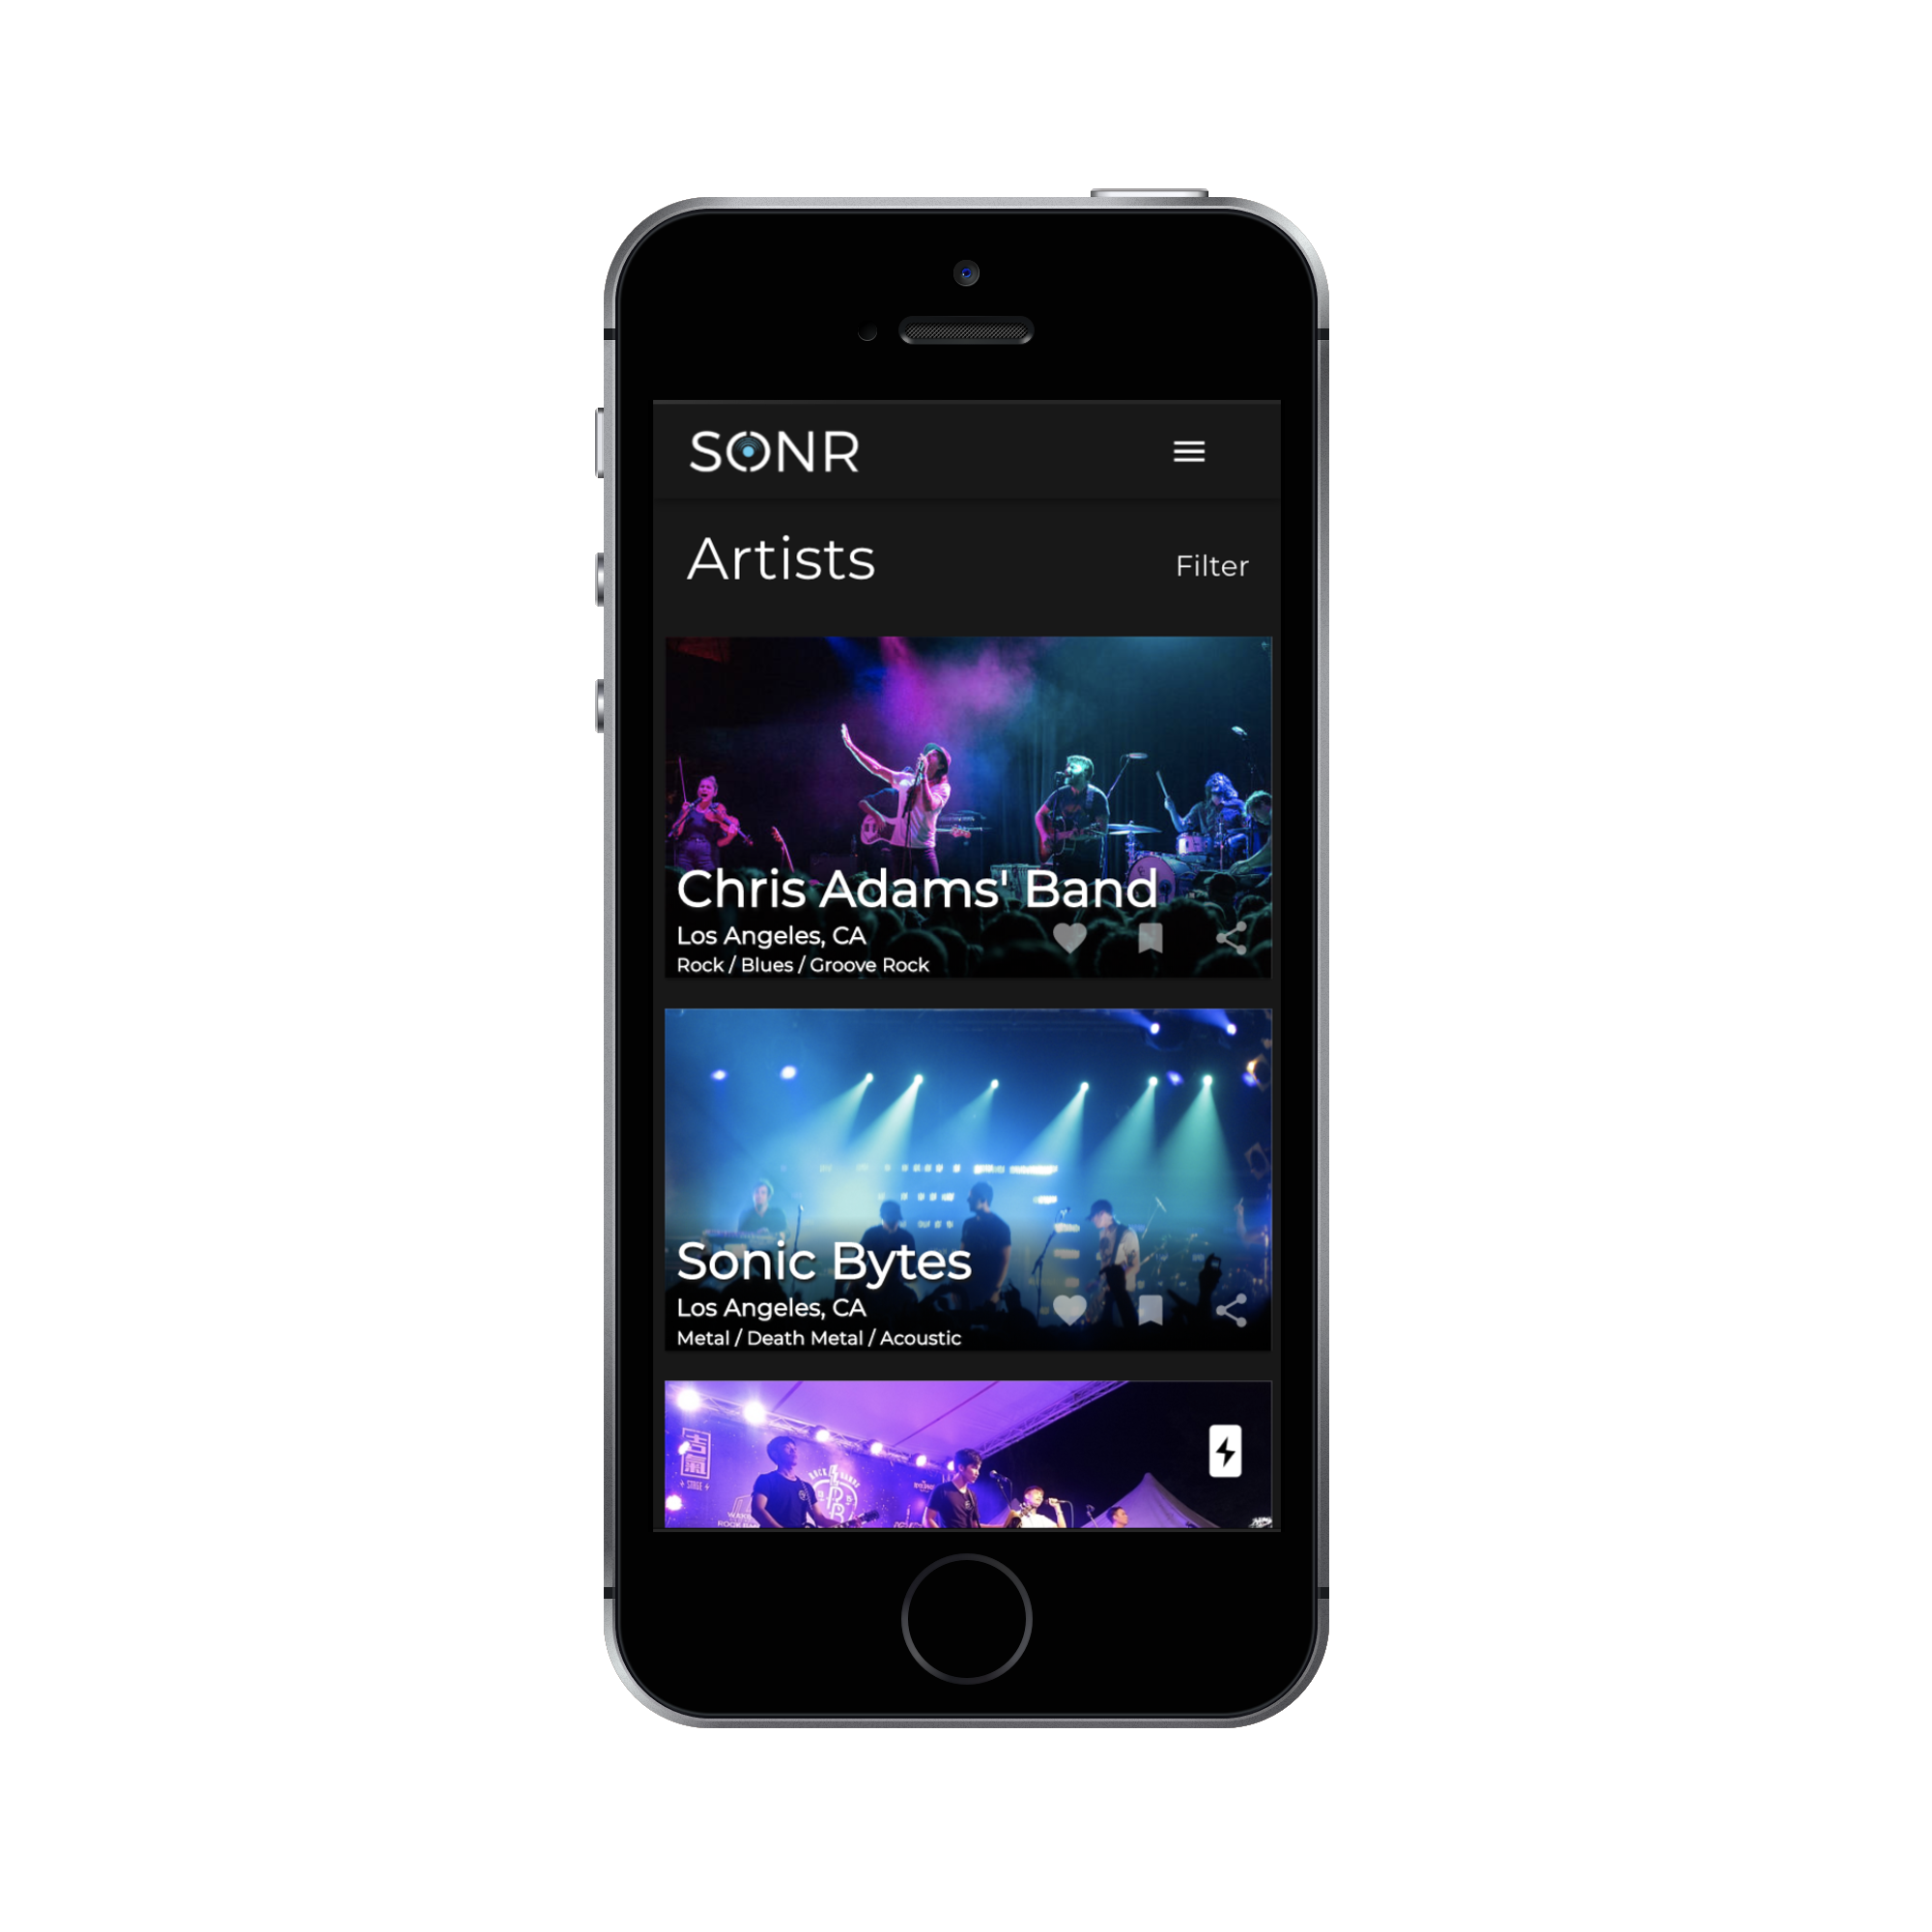 SONR
Artists
Filter
Chris Adams' Band
Los Angeles, CA
Rock / Blues / Groove Rock
Sonic Bytes
Los Angeles, CA
Metal / Death Metal / Acoustic
STAGE